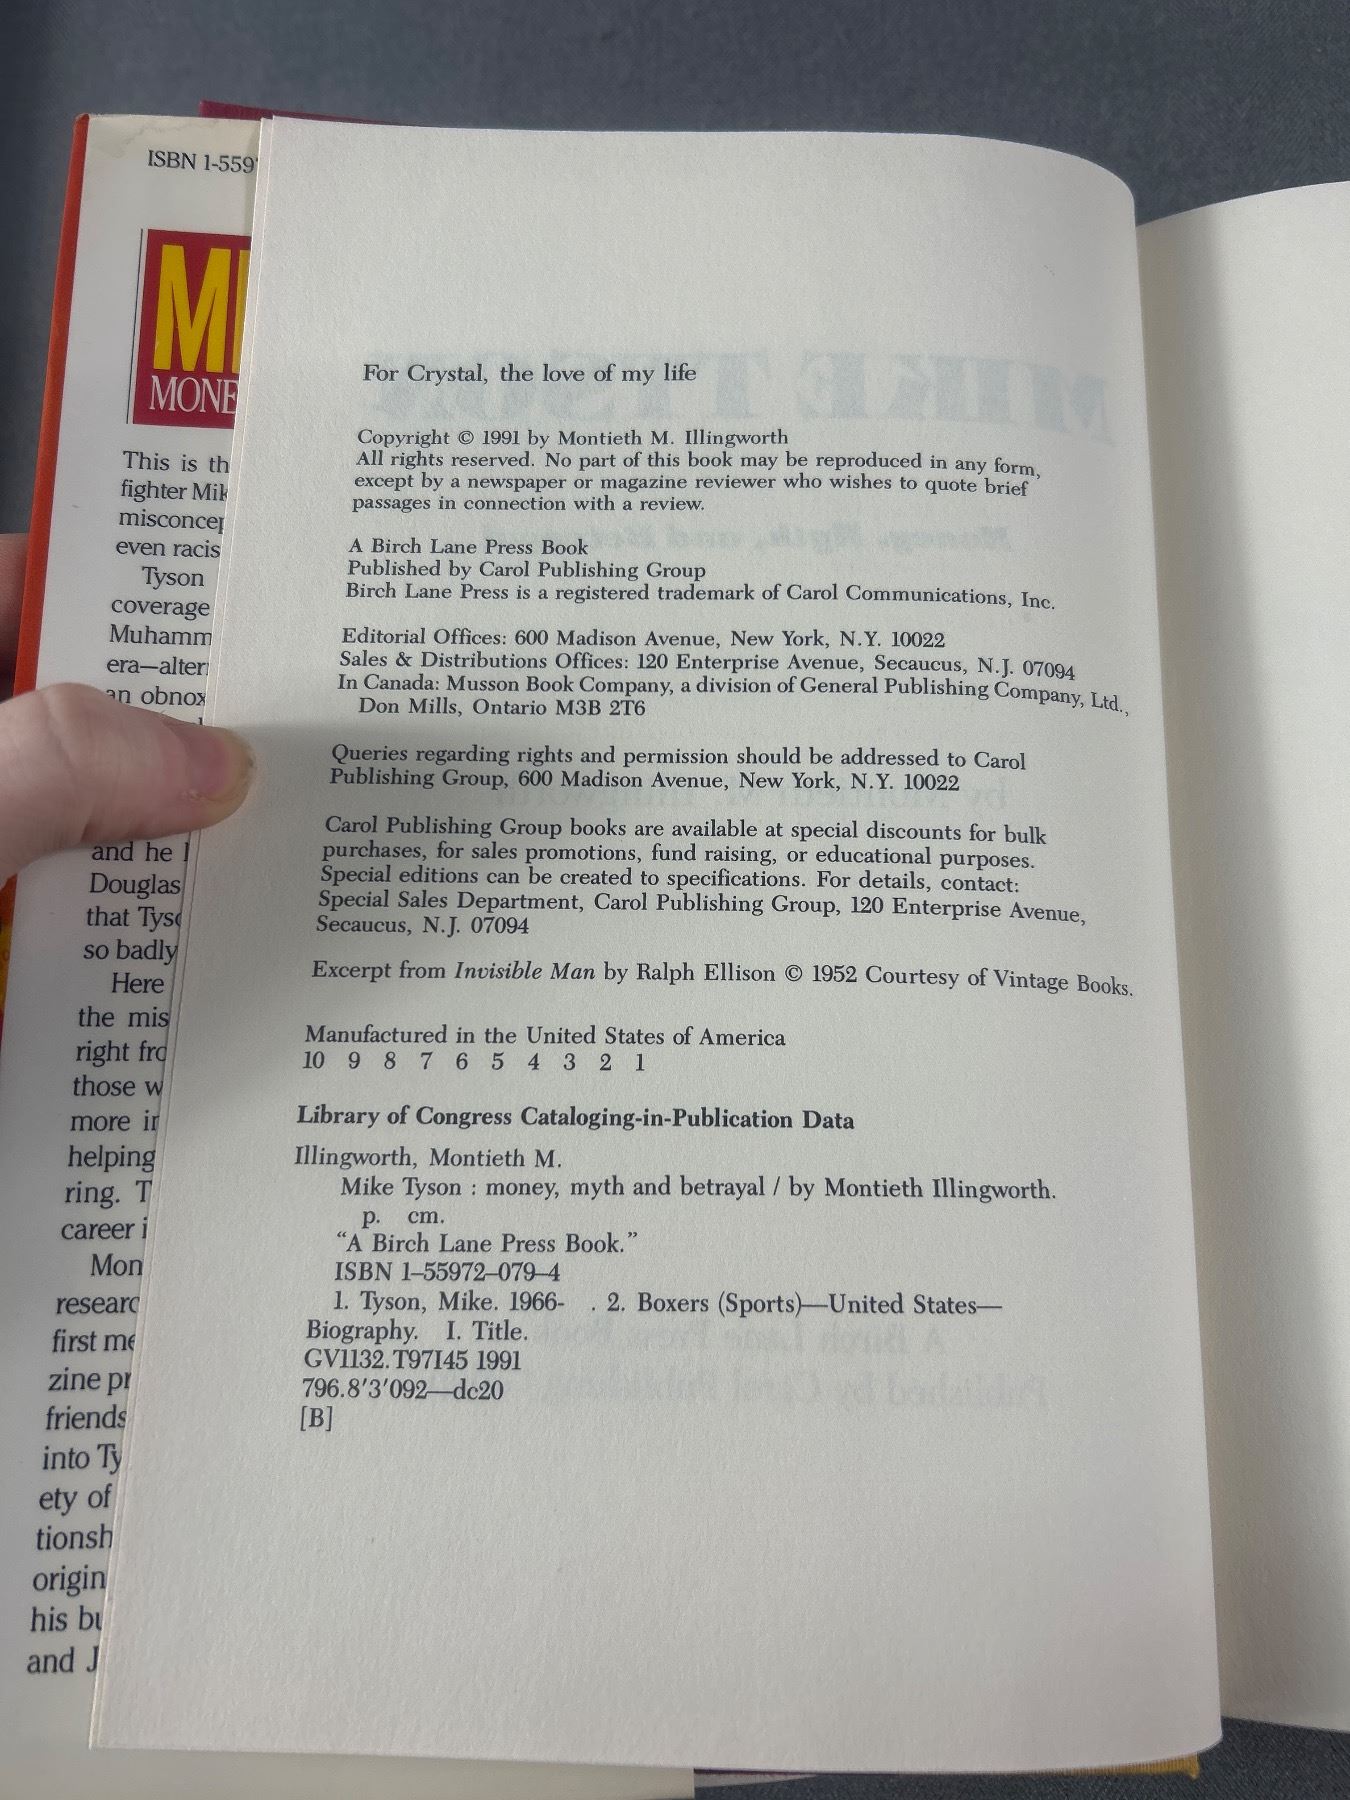 ISBN 1-559
MONE
This is th
fighter Mik
misconcep
even racis
Tyson
coverage
Muhamm
era—alter
an obnox
and he l
Douglas
that Tyso
so badly
Here
the mis
right fro
those w
more in
helping
ring. T
career i
Mon
researc
first me
zine pr
friends
into Ty
ety of
tionsh
origin
his bu
and J
For Crystal, the love of my life
Copyright © 1991 by Montieth M. Illingworth
All rights reserved. No part of this book may be reproduced in any form,
except by a newspaper or magazine reviewer who wishes to quote brief
passages in connection with a review.
A Birch Lane Press Book
Published by Carol Publishing Group
Birch Lane Press is a registered trademark of Carol Communications, Inc.
Editorial Offices: 600 Madison Avenue, New York, N.Y. 10022
Sales & Distributions Offices: 120 Enterprise Avenue, Secaucus, N.J. 07094
In Canada: Musson Book Company, a division of General Publishing Company, Ltd.,
Don Mills, Ontario M3B 2T6
Queries regarding rights and permission should be addressed to Carol
Publishing Group, 600 Madison Avenue, New York, N.Y. 10022
Carol Publishing Group books are available at special discounts for bulk
purchases, for sales promotions, fund raising, or educational purposes.
Special editions can be created to specifications. For details, contact:
Special Sales Department, Carol Publishing Group, 120 Enterprise Avenue,
Secaucus, N.J. 07094
Excerpt from Invisible Man by Ralph Ellison © 1952 Courtesy of Vintage Books.
Manufactured in the United States of America
10 9 8 7 6 5 4 3 2 1
Library of Congress Cataloging-in-Publication Data
Illingworth, Montieth M.
Mike Tyson : money, myth and betrayal / by Montieth Illingworth.
p. cm.
“A Birch Lane Press Book.”
ISBN 1–55972–079–4
1. Tyson, Mike. 1966- . 2. Boxers (Sports)—United States—
Biography. I. Title.
GV1132.T97I45 1991
796.8′3′092—dc20
[B]